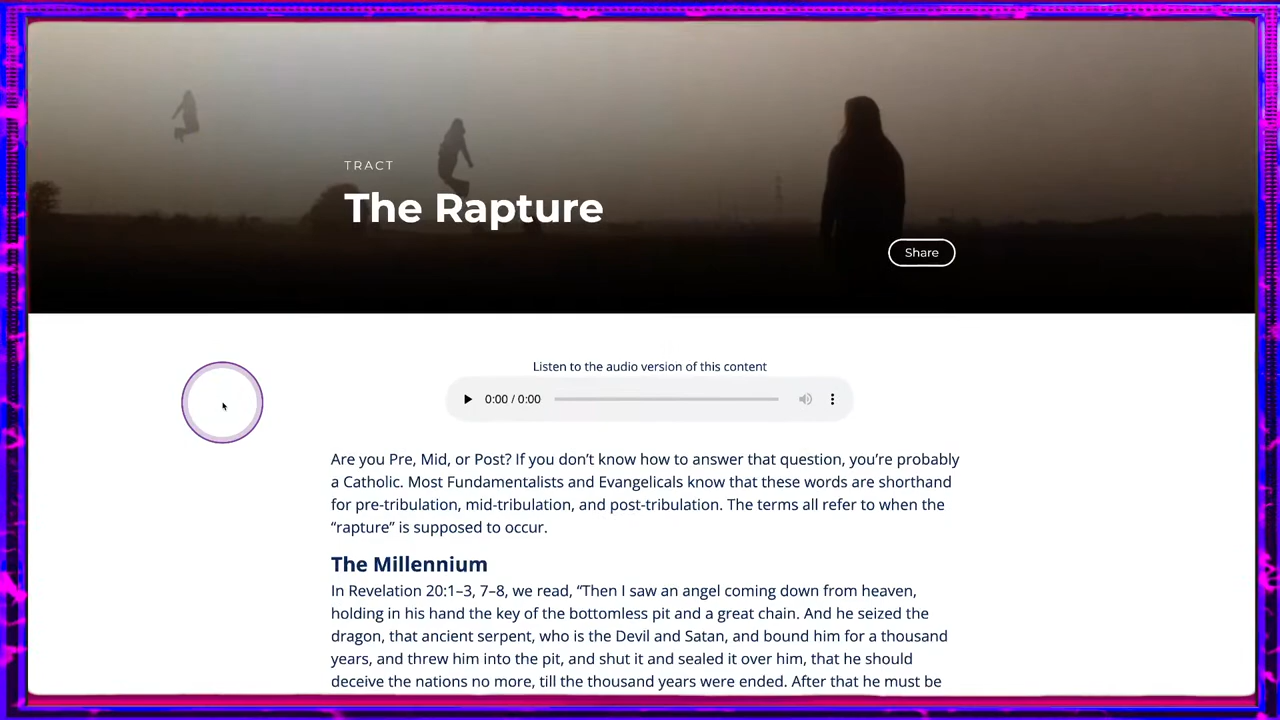 TRACT
The Rapture
Share
Listen to the audio version of this content
0:00 / 0:00
Are you Pre, Mid, or Post? If you don’t know how to answer that question, you’re probably
a Catholic. Most Fundamentalists and Evangelicals know that these words are shorthand
for pre-tribulation, mid-tribulation, and post-tribulation. The terms all refer to when the
“rapture” is supposed to occur.
The Millennium
In Revelation 20:1–3, 7–8, we read, “Then I saw an angel coming down from heaven,
holding in his hand the key of the bottomless pit and a great chain. And he seized the
dragon, that ancient serpent, who is the Devil and Satan, and bound him for a thousand
years, and threw him into the pit, and shut it and sealed it over him, that he should
deceive the nations no more, till the thousand years were ended. After that he must be